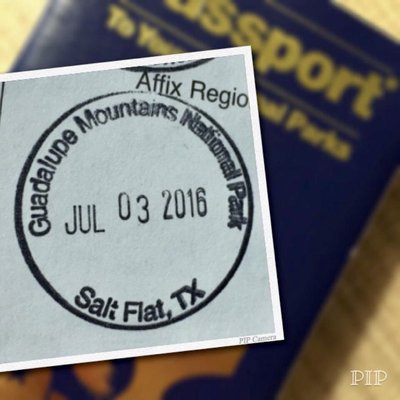 Passport®
To Your National Parks
Affix Regio
Guadalupe Mountains National Park
JUL 03 2016
Salt Flat, TX
PIP Camera
PIP